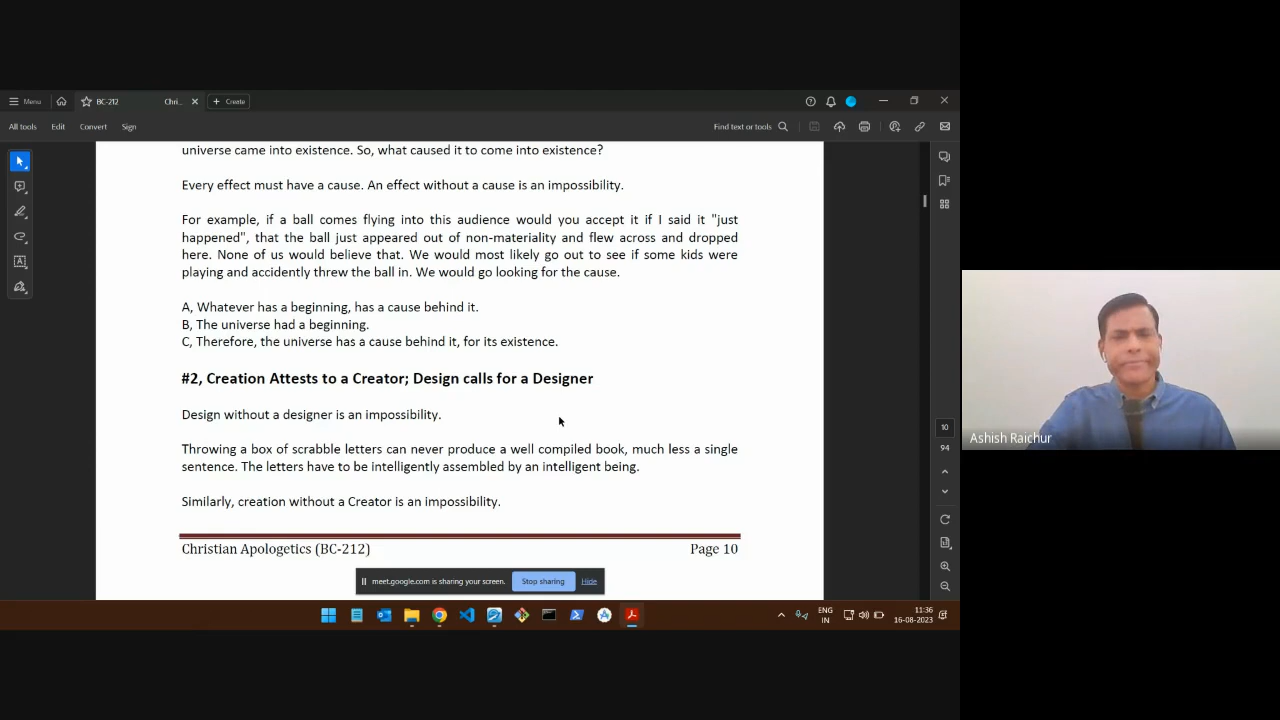 Menu
BC-212
Chri...
Create
All tools
Edit
Convert
Sign
Find text or tools
universe came into existence. So, what caused it to come into existence?
Every effect must have a cause. An effect without a cause is an impossibility.
For example, if a ball comes flying into this audience would you accept it if I said it "just
happened", that the ball just appeared out of non-materiality and flew across and dropped
here. None of us would believe that. We would most likely go out to see if some kids were
playing and accidently threw the ball in. We would go looking for the cause.
A, Whatever has a beginning, has a cause behind it.
B, The universe had a beginning.
C, Therefore, the universe has a cause behind it, for its existence.
#2, Creation Attests to a Creator; Design calls for a Designer
Design without a designer is an impossibility.
Throwing a box of scrabble letters can never produce a well compiled book, much less a single
sentence. The letters have to be intelligently assembled by an intelligent being.
Similarly, creation without a Creator is an impossibility.
Christian Apologetics (BC-212)
Page 10
10
94
Ashish Raichur
meet.google.com is sharing your screen.
Stop sharing
Hide
ENG
IN
11:36
16-08-2023